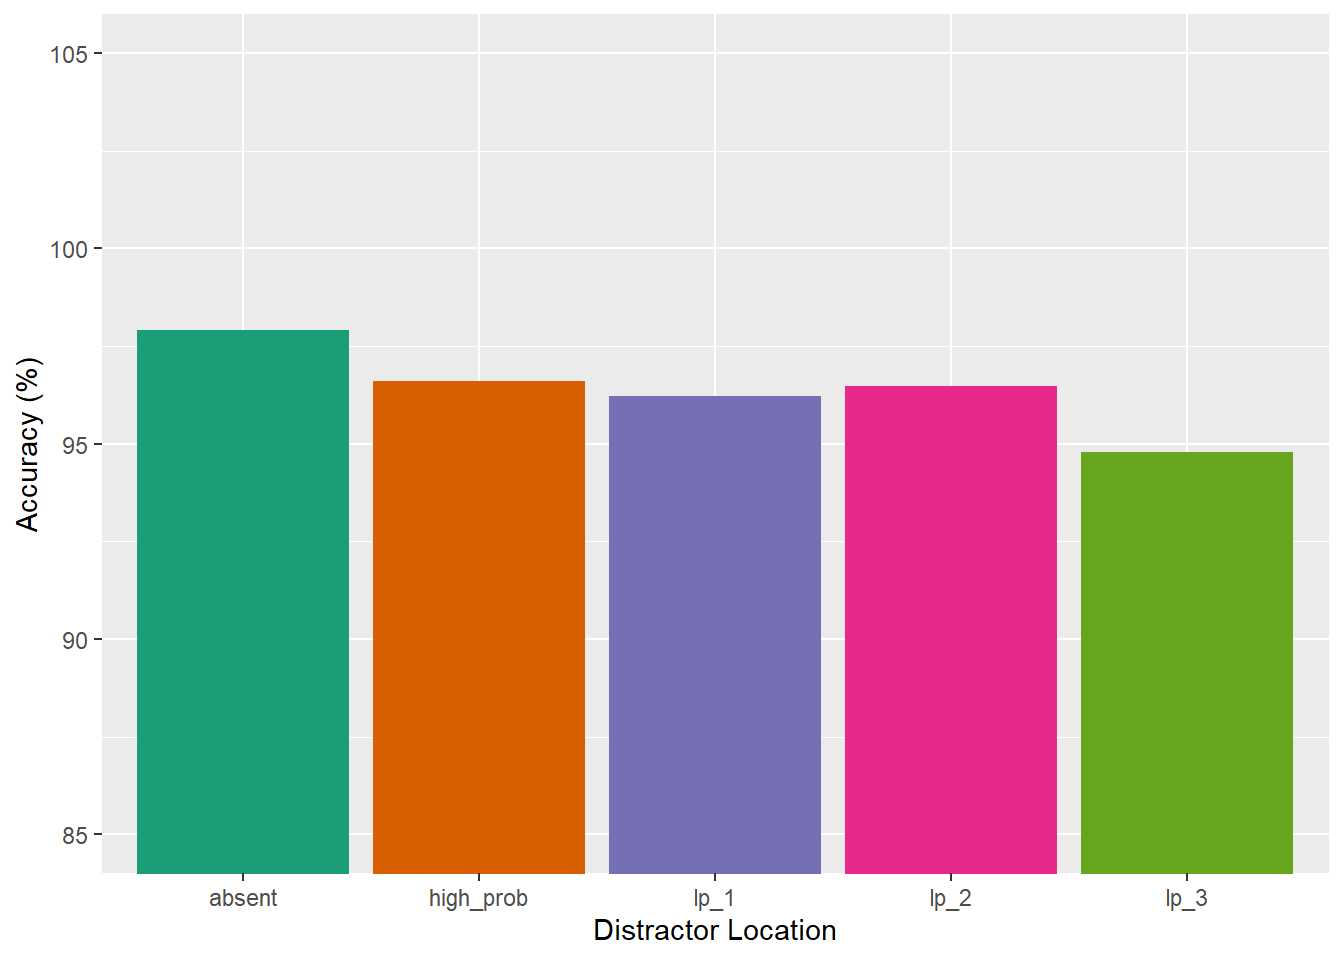 105
100
95
90
85
Accuracy (%)
absent high_prob lp_1 lp_2 lp_3
Distractor Location